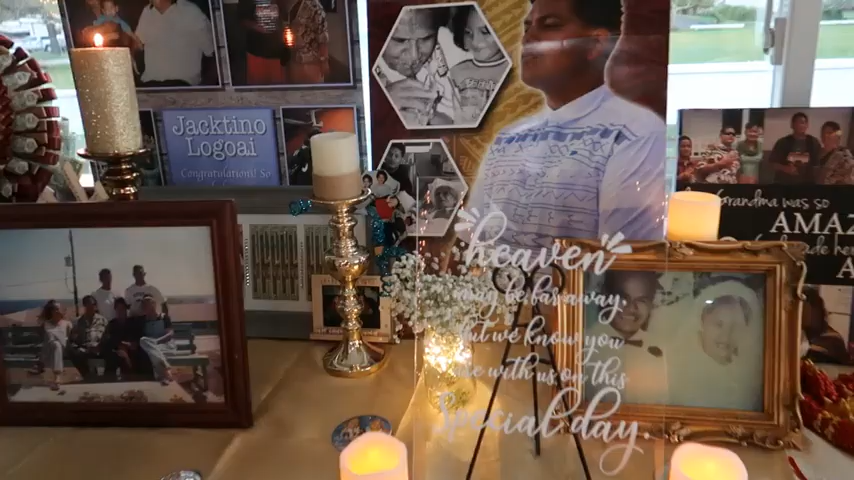 Jacktino
Logoai
Congratulation! So
Grandma was so
AMAZ
made
heaven
may be far away,
but we know you
are with us on this
Special day.